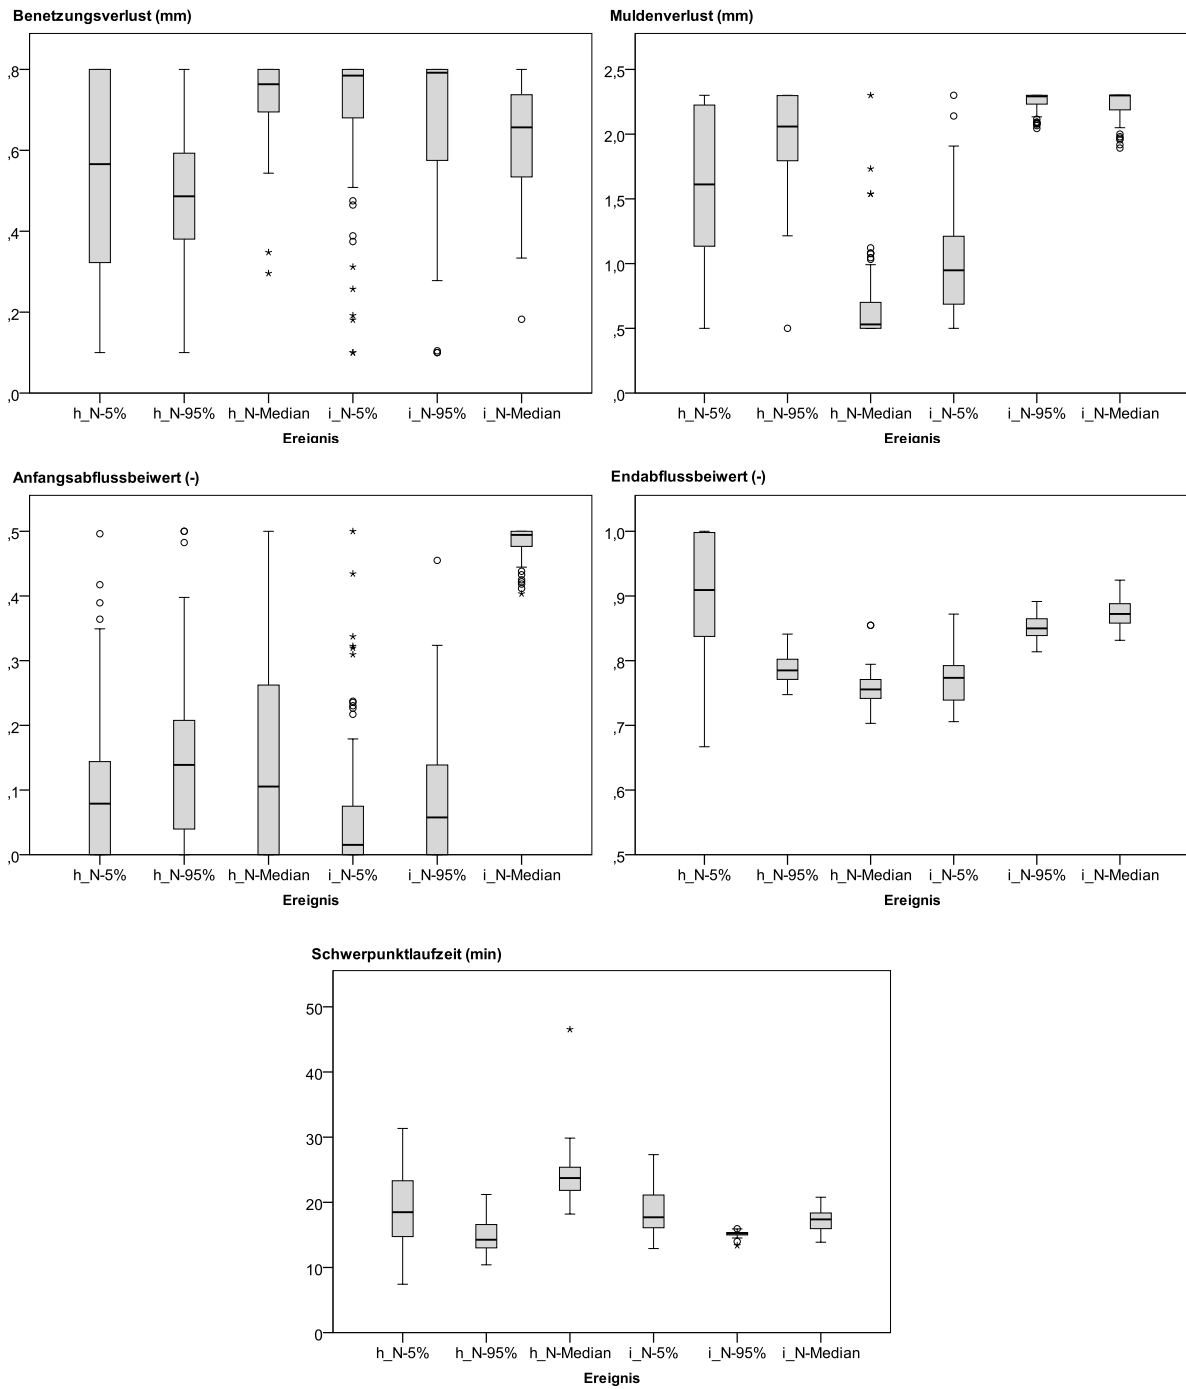 Benetzungsverlust (mm)
,8
,6
,4
,2
,0
h_N-5% h_N-95% h_N-Median i_N-5% i_N-95% i_N-Median
Ereignis
Muldenverlust (mm)
2,5
2,0
1,5
1,0
,5
,0
h_N-5% h_N-95% h_N-Median i_N-5% i_N-95% i_N-Median
Ereignis
Anfangsabflussbeiwert (-)
,5
,4
,3
,2
,1
,0
h_N-5% h_N-95% h_N-Median i_N-5% i_N-95% i_N-Median
Ereignis
Endabflussbeiwert (-)
1,0
,9
,8
,7
,6
,5
h_N-5% h_N-95% h_N-Median i_N-5% i_N-95% i_N-Median
Ereignis
Schwerpunktlaufzeit (min)
50
40
30
20
10
0
h_N-5% h_N-95% h_N-Median i_N-5% i_N-95% i_N-Median
Ereignis